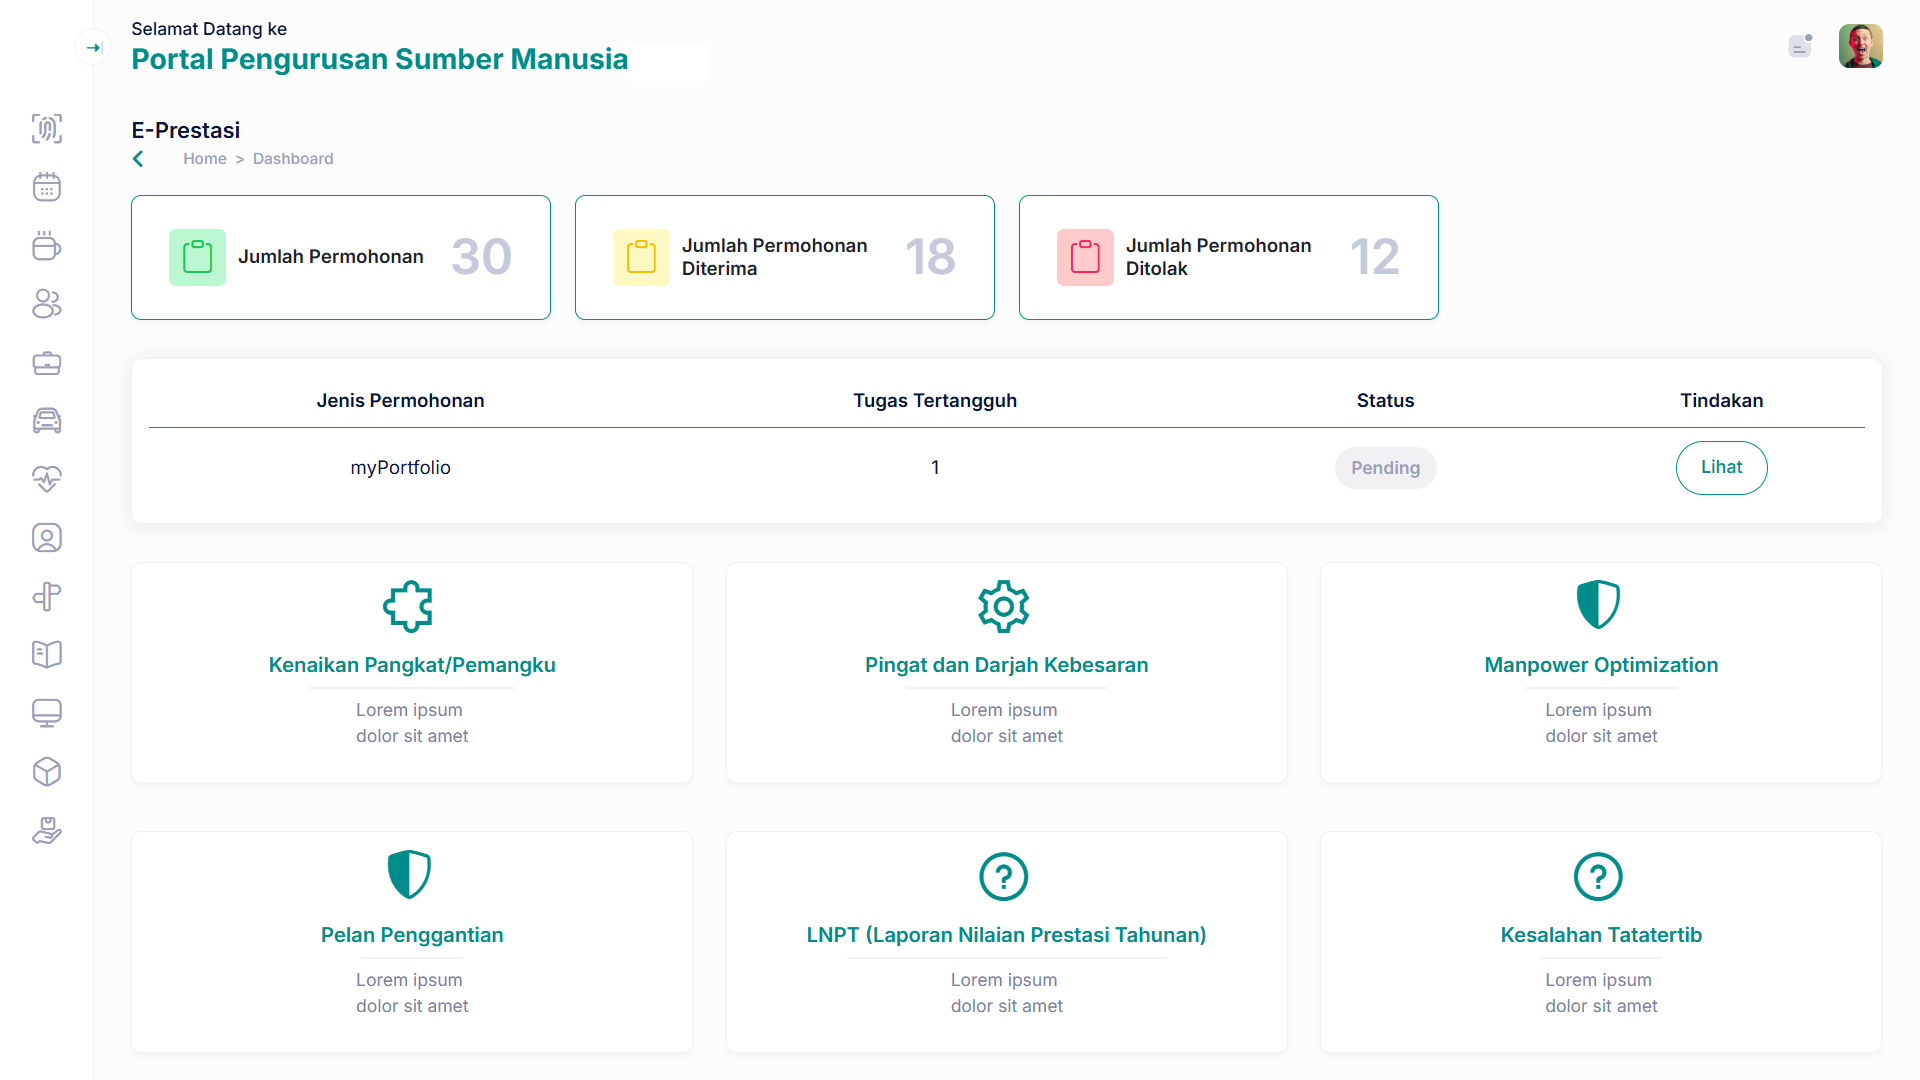 Selamat Datang ke
Portal Pengurusan Sumber Manusia
E-Prestasi
Home > Dashboard
Jumlah Permohonan 30
Jumlah Permohonan
Diterima
18
Jumlah Permohonan
Ditolak
12
Jenis Permohonan Tugas Tertangguh Status Tindakan
myPortfolio 1 Pending Lihat
Kenaikan Pangkat/Pemangku
Lorem ipsum
dolor sit amet
Pingat dan Darjah Kebesaran
Lorem ipsum
dolor sit amet
Manpower Optimization
Lorem ipsum
dolor sit amet
Pelan Penggantian
Lorem ipsum
dolor sit amet
LNPT (Laporan Nilaian Prestasi Tahunan)
Lorem ipsum
dolor sit amet
Kesalahan Tatatertib
Lorem ipsum
dolor sit amet